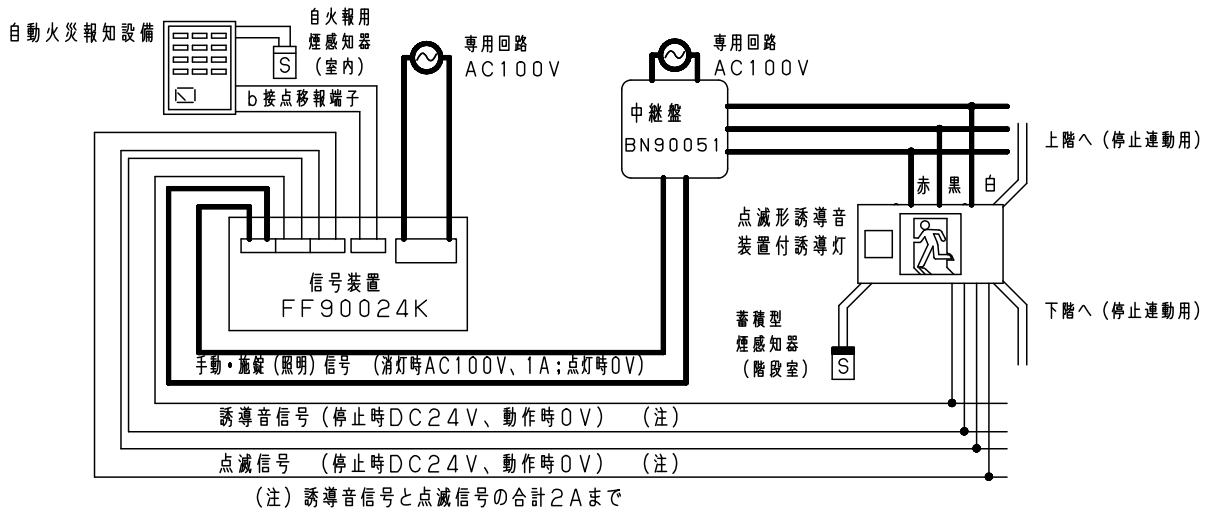 自動火災報知設備
自火報用
煙感知器
(室内)
S
b接点移報端子
専用回路
AC100V
専用回路
AC100V
中継盤
BN90051
上階へ(停止連動用)
赤
黒
白
点滅形誘導音
装置付誘導灯
信号装置
FF90024K
下階へ(停止連動用)
蓄積型
煙感知器
(階段室)
S
手動・施錠(照明)信号 (消灯時AC100V、1A;点灯時0V)
誘導音信号(停止時DC24V、動作時0V) (注)
点滅信号 (停止時DC24V、動作時0V) (注)
(注)誘導音信号と点滅信号の合計2Aまで